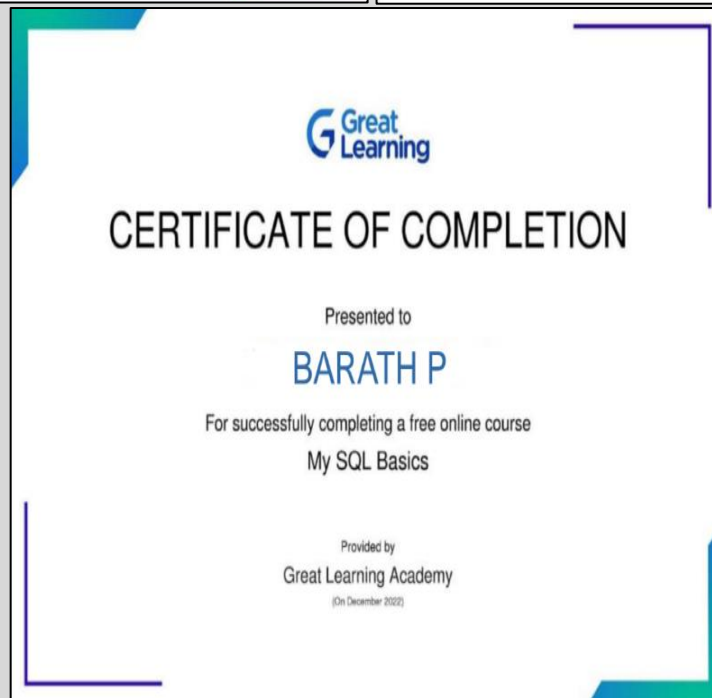 Great
Learning
CERTIFICATE OF COMPLETION
Presented to
BARATH P
For successfully completing a free online course
My SQL Basics
Provided by
Great Learning Academy
(On December 2022)